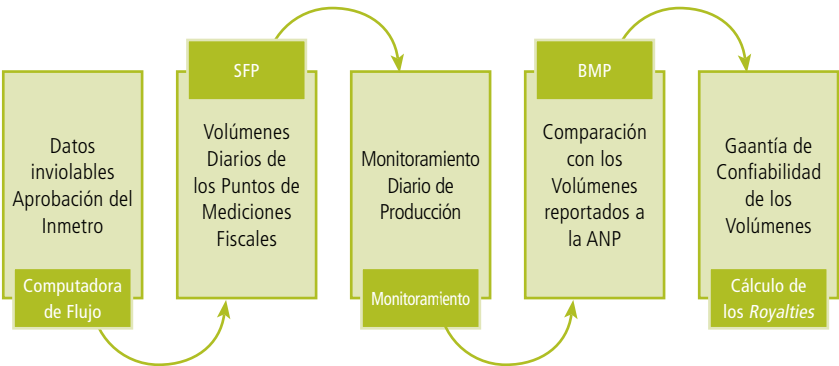 Datos
inviolables
Aprobación del
Inmetro
Computadora
de Flujo
SFP
Volúmenes
Diarios de
los Puntos de
Mediciones
Fiscales
Monitoramiento
Diario de
Producción
Monitoramiento
BMP
Comparación
con los
Volúmenes
reportados a
la ANP
Gaantía de
Confiabilidad
de los
Volúmenes
Cálculo de
los Royalties